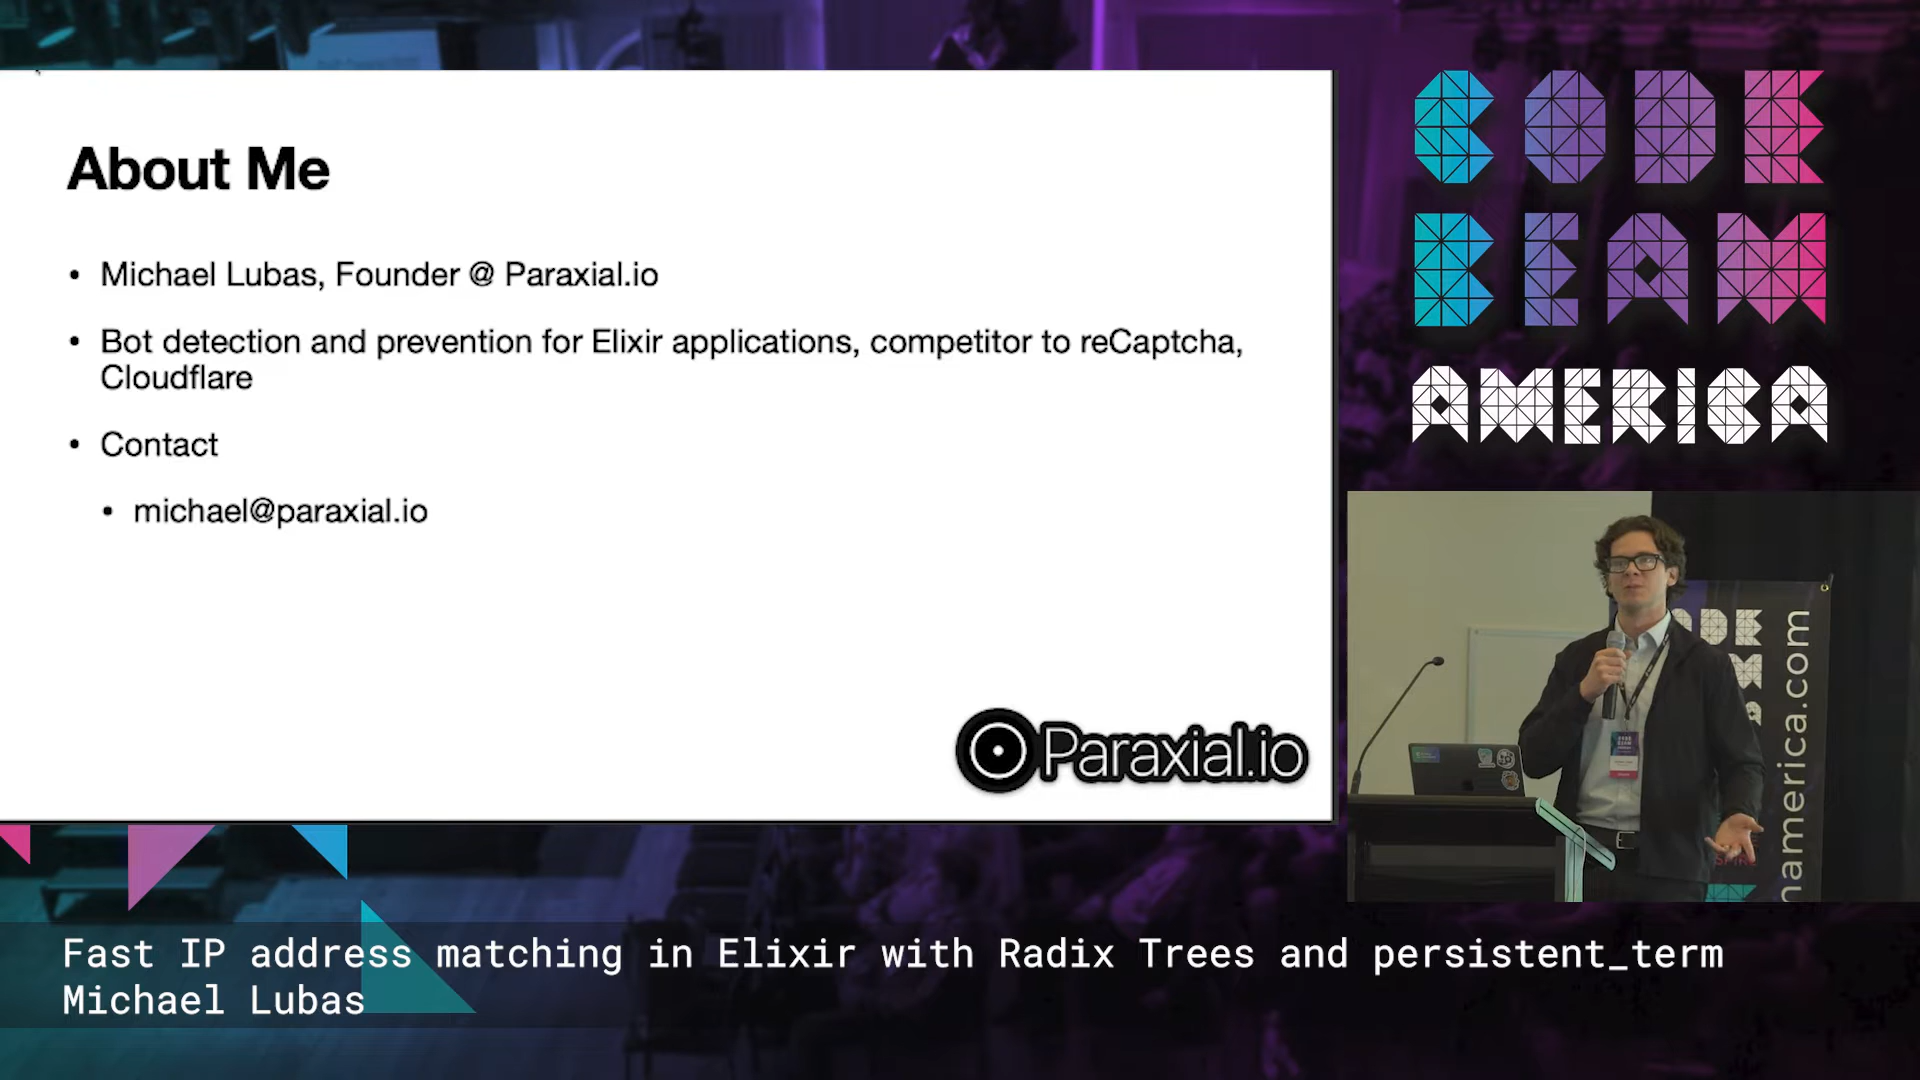 About Me
• Michael Lubas, Founder @ Paraxial.io
• Bot detection and prevention for Elixir applications, competitor to reCaptcha,
Cloudflare
• Contact
• michael@paraxial.io
Paraxial.io
CODE
BEAM
AMERICA
namerica.com
Fast IP address matching in Elixir with Radix Trees and persistent_term
Michael Lubas